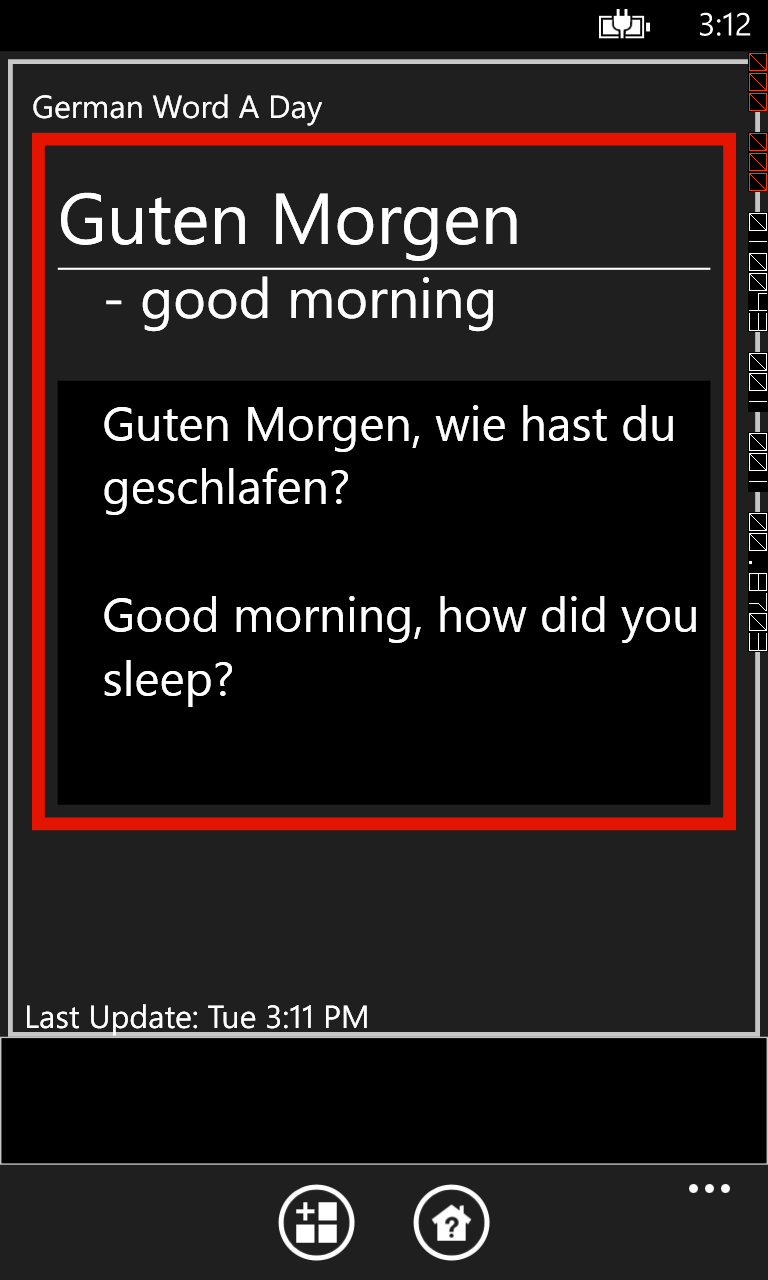 3:12
German Word A Day
Guten Morgen
- good morning
Guten Morgen, wie hast du
geschlafen?
Good morning, how did you
sleep?
Last Update: Tue 3:11 PM